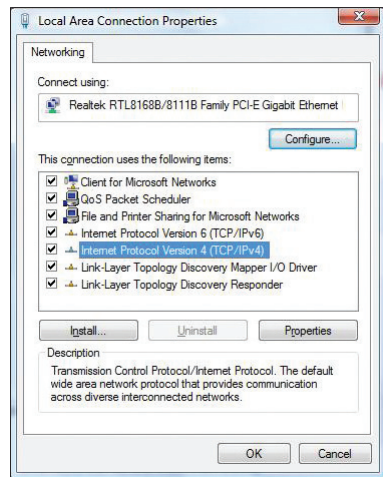 Local Area Connection Properties
Networking
Connect using:
Realtek RTL8168B/8111B Family PCI-E Gigabit Ethernet
Configure...
This connection uses the following items:
Client for Microsoft Networks
QoS Packet Scheduler
File and Printer Sharing for Microsoft Networks
Internet Protocol Version 6 (TCP/IPv6)
Internet Protocol Version 4 (TCP/IPv4)
Link-Layer Topology Discovery Mapper I/O Driver
Link-Layer Topology Discovery Responder
Install... Uninstall Properties
Description
Transmission Control Protocol/Internet Protocol. The default
wide area network protocol that provides communication
across diverse interconnected networks.
OK Cancel